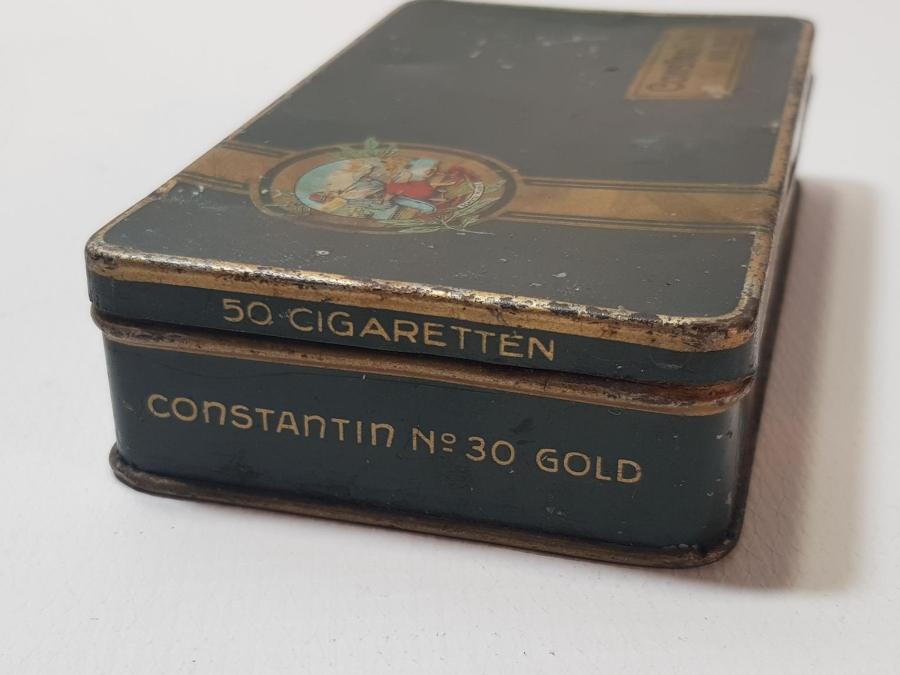 50 CIGARETTEN
CONSTANTIN Nº 30 GOLD